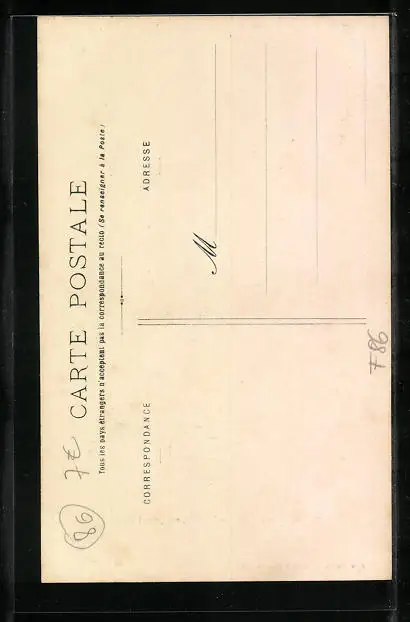 CARTE POSTALE
Tous les pays étrangers n'acceptent pas la correspondance au recto (Se renseigner à la Poste)
CORRESPONDANCE
ADRESSE
M
86
7 €
F86